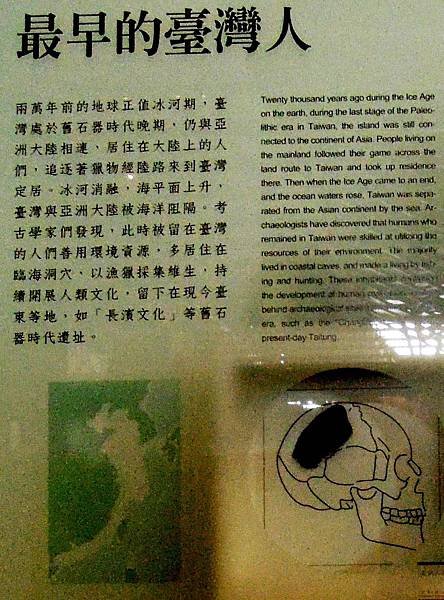 最早的臺灣人
兩萬年前的地球正值冰河期，臺
灣處於舊石器時代晚期，仍與亞
洲大陸相連，居住在大陸上的人
們，追逐著獵物經陸路來到臺灣
定居。冰河消融，海平面上升，
臺灣與亞洲大陸被海洋阻隔。考
古學家們發現，此時被留在臺灣
的人們善用環境資源，多居住在
臨海洞穴，以漁獵採集維生，持
續開展人類文化，留下在現今臺
東等地，如「長濱文化」等舊石
器時代遺址。
Twenty thousand years ago during the Ice Age
on the earth, during the last stage of the Paleo-
lithic era in Taiwan, the island was still con-
nected to the continent of Asia. People living on
the mainland followed their game across the
land route to Taiwan and took up residence
there. Then when the Ice Age came to an end,
and the ocean waters rose, Taiwan was sepa-
rated from the Asian continent by the sea. Ar-
chaeologists have discovered that humans who
remained in Taiwan were skilled at utilizing the
resources of their environment. The majority
lived in coastal caves, and made a living by fish-
ing and hunting. These
the development of human
behind archaeological
era, such as the
present-day Taitung.